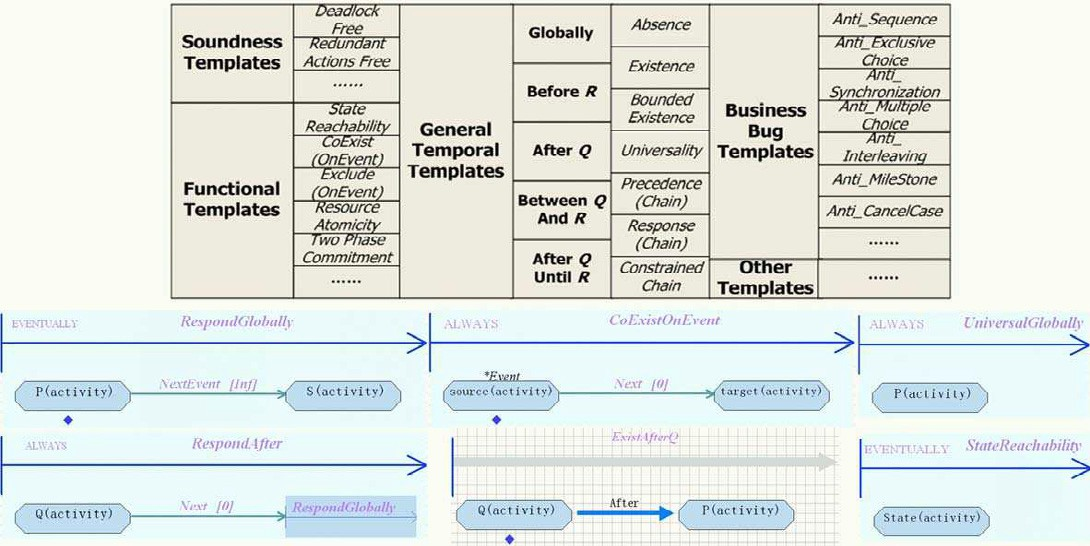 Soundness
Templates
Deadlock
Free
Redundant
Actions Free
......
Functional
Templates
State
Reachability
CoExist
(OnEvent)
Exclude
(OnEvent)
Resource
Atomicity
Two Phase
Commitment
......
General
Temporal
Templates
Globally
Before R
After Q
Between Q
And R
After Q
Until R
Absence
Existence
Bounded
Existence
Universality
Precedence
(Chain)
Response
(Chain)
Constrained
Chain
Business
Bug
Templates
Anti_Sequence
Anti_Exclusive
Choice
Anti_
Synchronization
Anti_Multiple
Choice
Anti_
Interleaving
Anti_MileStone
Anti_CancelCase
......
Other
Templates
......
EVENTUALLY RespondGlobally
P(activity) NextEvent [Inf] S(activity)
ALWAYS CoExistOnEvent
*Event
source(activity) Next [0] target(activity)
ALWAYS UniversalGlobally
P(activity)
ALWAYS RespondAfter
Q(activity) Next [0] RespondGlobally
ExistAfterQ
Q(activity) After P(activity)
EVENTUALLY StateReachability
State(activity)